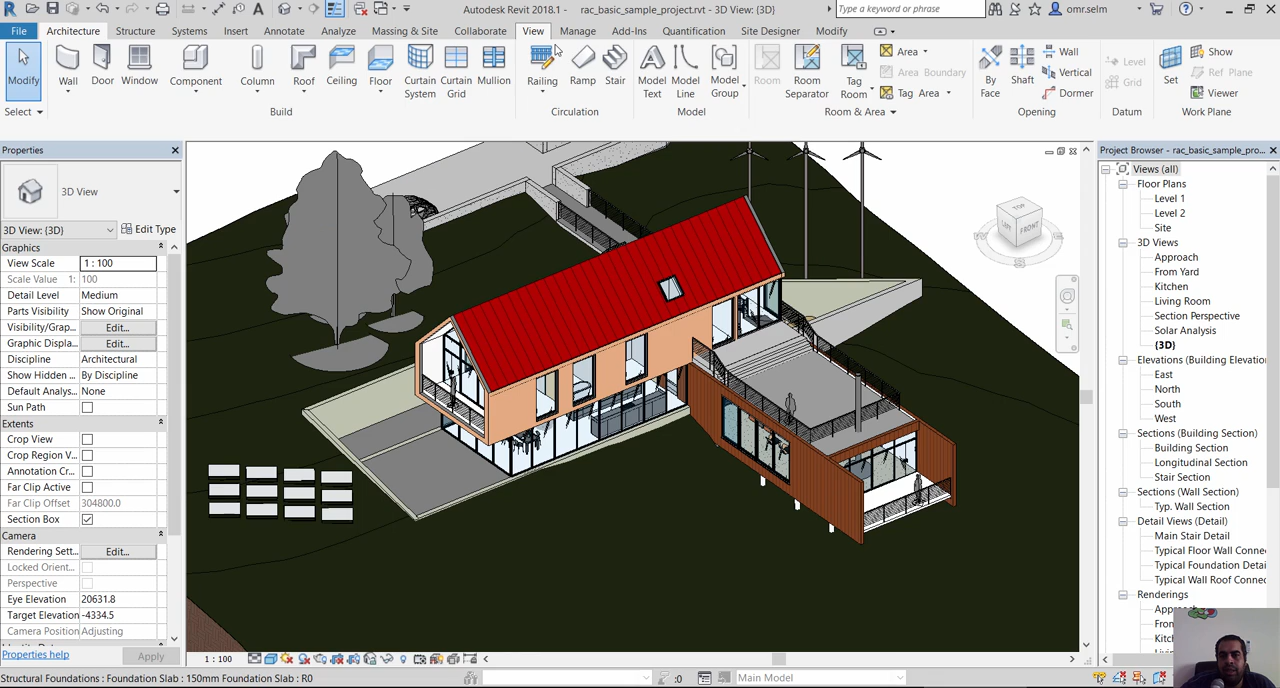 Autodesk Revit 2018.1 - rac_basic_sample_project.rvt - 3D View: {3D}
Type a keyword or phrase
omr.selm
File Architecture Structure Systems Insert Annotate Analyze Massing & Site Collaborate View Manage Add-Ins Quantification Site Designer Modify
Modify
Wall
Door
Window
Component
Column
Roof
Ceiling
Floor
Curtain System
Curtain Grid
Mullion
Railing
Ramp
Stair
Model Text
Model Line
Model Group
Room
Room Separator
Tag Room
Area
Area Boundary
Tag Area
By Face
Shaft
Wall
Vertical
Dormer
Level
Grid
Set
Show
Ref Plane
Viewer
Select
Build
Circulation
Model
Room & Area
Opening
Datum
Work Plane
Properties
3D View
3D View: {3D}
Edit Type
Graphics
View Scale 1 : 100
Scale Value 1: 100
Detail Level Medium
Parts Visibility Show Original
Visibility/Grap... Edit...
Graphic Displa... Edit...
Discipline Architectural
Show Hidden ... By Discipline
Default Analys... None
Sun Path
Extents
Crop View
Crop Region V...
Annotation Cr...
Far Clip Active
Far Clip Offset 304800.0
Section Box
Camera
Rendering Sett... Edit...
Locked Orient...
Perspective
Eye Elevation 20631.8
Target Elevation -4334.5
Camera Position Adjusting
Properties help
Apply
TOP
LEFT
FRONT
Project Browser - rac_basic_sample_pro...
Views (all)
Floor Plans
Level 1
Level 2
Site
3D Views
Approach
From Yard
Kitchen
Living Room
Section Perspective
Solar Analysis
{3D}
Elevations (Building Elevatio
East
North
South
West
Sections (Building Section)
Building Section
Longitudinal Section
Stair Section
Sections (Wall Section)
Typ. Wall Section
Detail Views (Detail)
Main Stair Detail
Typical Floor Wall Conne
Typical Foundation Detai
Typical Wall Roof Connec
Renderings
1 : 100
Structural Foundations : Foundation Slab : 150mm Foundation Slab : R0
:0
Main Model